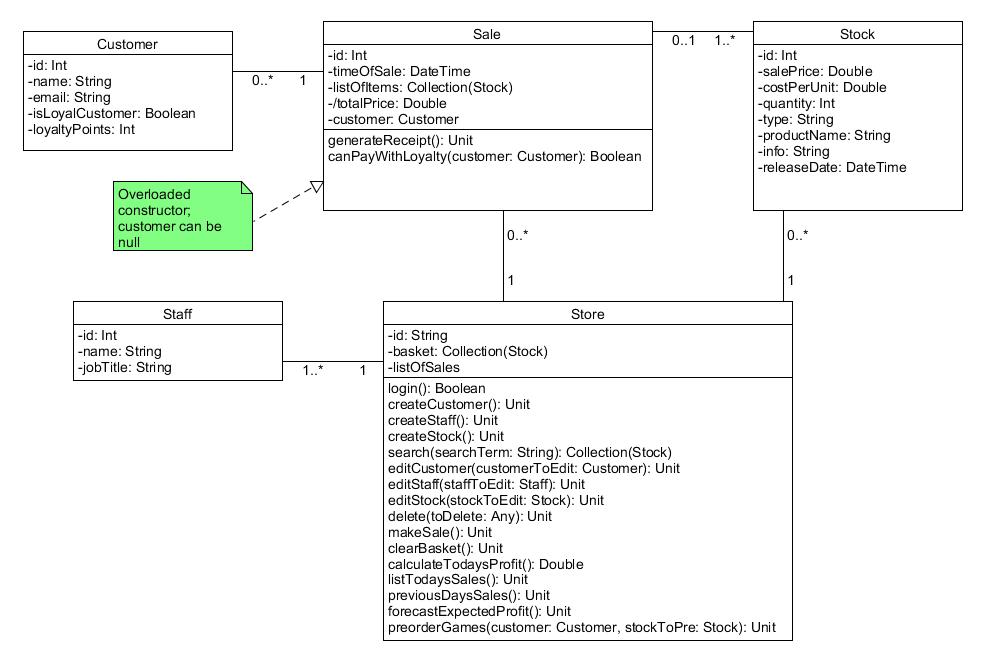 Customer
-id: Int
-name: String
-email: String
-isLoyalCustomer: Boolean
-loyaltyPoints: Int
0..*
1
Sale
-id: Int
-timeOfSale: DateTime
-listOfItems: Collection(Stock)
-/totalPrice: Double
-customer: Customer
generateReceipt(): Unit
canPayWithLoyalty(customer: Customer): Boolean
0..1
1..*
Stock
-id: Int
-salePrice: Double
-costPerUnit: Double
-quantity: Int
-type: String
-productName: String
-info: String
-releaseDate: DateTime
Overloaded
constructor;
customer can be
null
0..*
1
0..*
1
Staff
-id: Int
-name: String
-jobTitle: String
1..*
1
Store
-id: String
-basket: Collection(Stock)
-listOfSales
login(): Boolean
createCustomer(): Unit
createStaff(): Unit
createStock(): Unit
search(searchTerm: String): Collection(Stock)
editCustomer(customerToEdit: Customer): Unit
editStaff(staffToEdit: Staff): Unit
editStock(stockToEdit: Stock): Unit
delete(toDelete: Any): Unit
makeSale(): Unit
clearBasket(): Unit
calculateTodaysProfit(): Double
listTodaysSales(): Unit
previousDaysSales(): Unit
forecastExpectedProfit(): Unit
preorderGames(customer: Customer, stockToPre: Stock): Unit